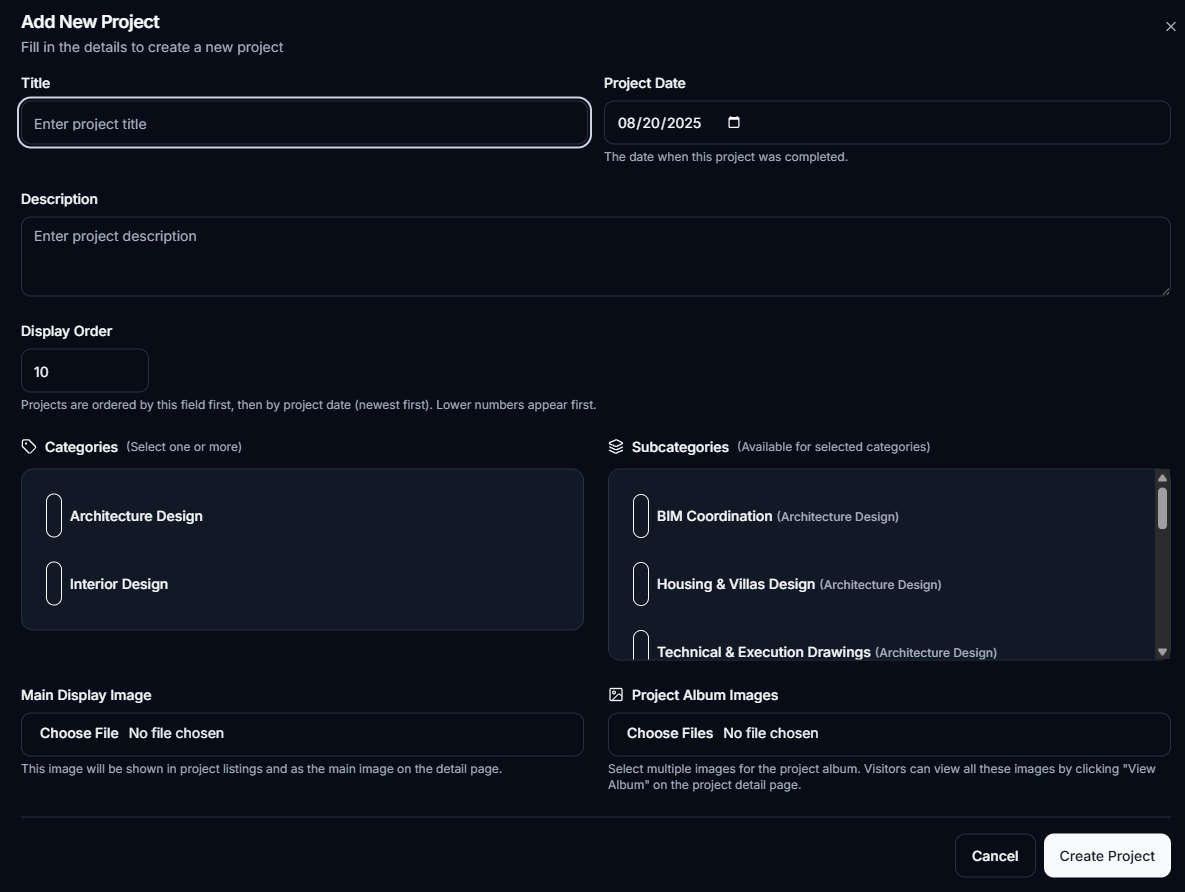 Add New Project
Fill in the details to create a new project
Title
Project Date
Enter project title
08/20/2025
The date when this project was completed.
Description
Enter project description
Display Order
10
Projects are ordered by this field first, then by project date (newest first). Lower numbers appear first.
Categories (Select one or more)
Architecture Design
Interior Design
Subcategories (Available for selected categories)
BIM Coordination (Architecture Design)
Housing & Villas Design (Architecture Design)
Technical & Execution Drawings (Architecture Design)
Main Display Image
Choose File No file chosen
This image will be shown in project listings and as the main image on the detail page.
Project Album Images
Choose Files No file chosen
Select multiple images for the project album. Visitors can view all these images by clicking "View
Album" on the project detail page.
Cancel
Create Project